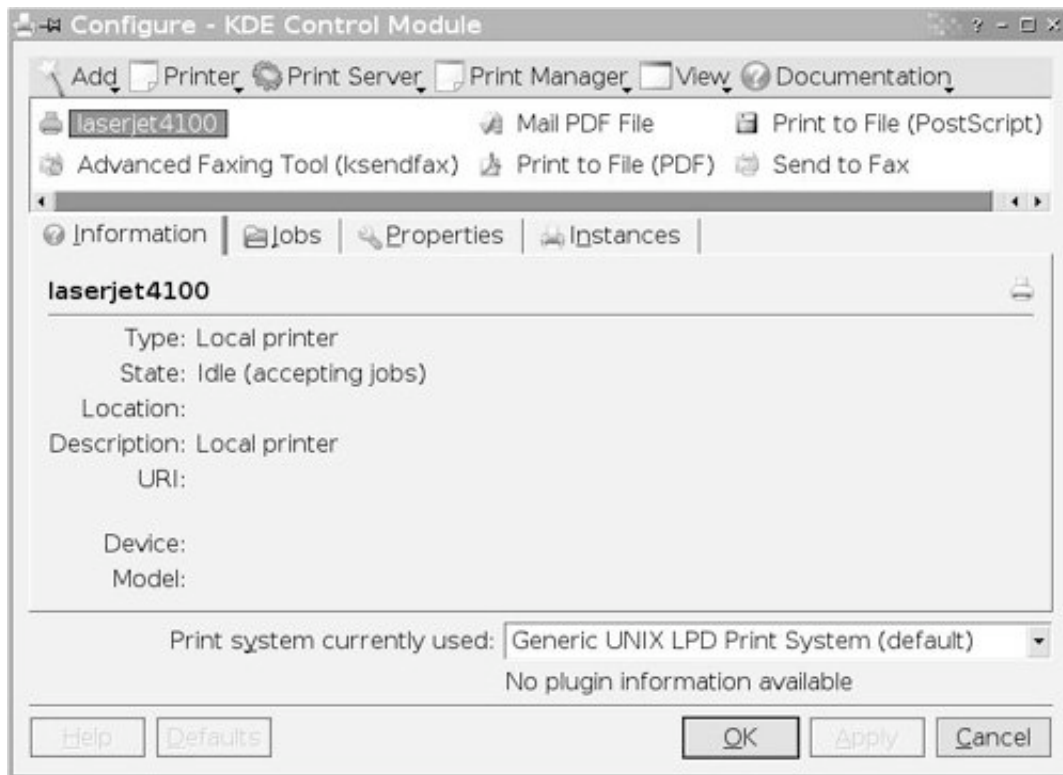 Configure - KDE Control Module
Add Printer Print Server Print Manager View Documentation
laserjet4100 Mail PDF File Print to File (PostScript)
Advanced Faxing Tool (ksendfax) Print to File (PDF) Send to Fax
Information Jobs Properties Instances
laserjet4100
Type: Local printer
State: Idle (accepting jobs)
Location:
Description: Local printer
URI:
Device:
Model:
Print system currently used: Generic UNIX LPD Print System (default)
No plugin information available
Help Defaults OK Apply Cancel